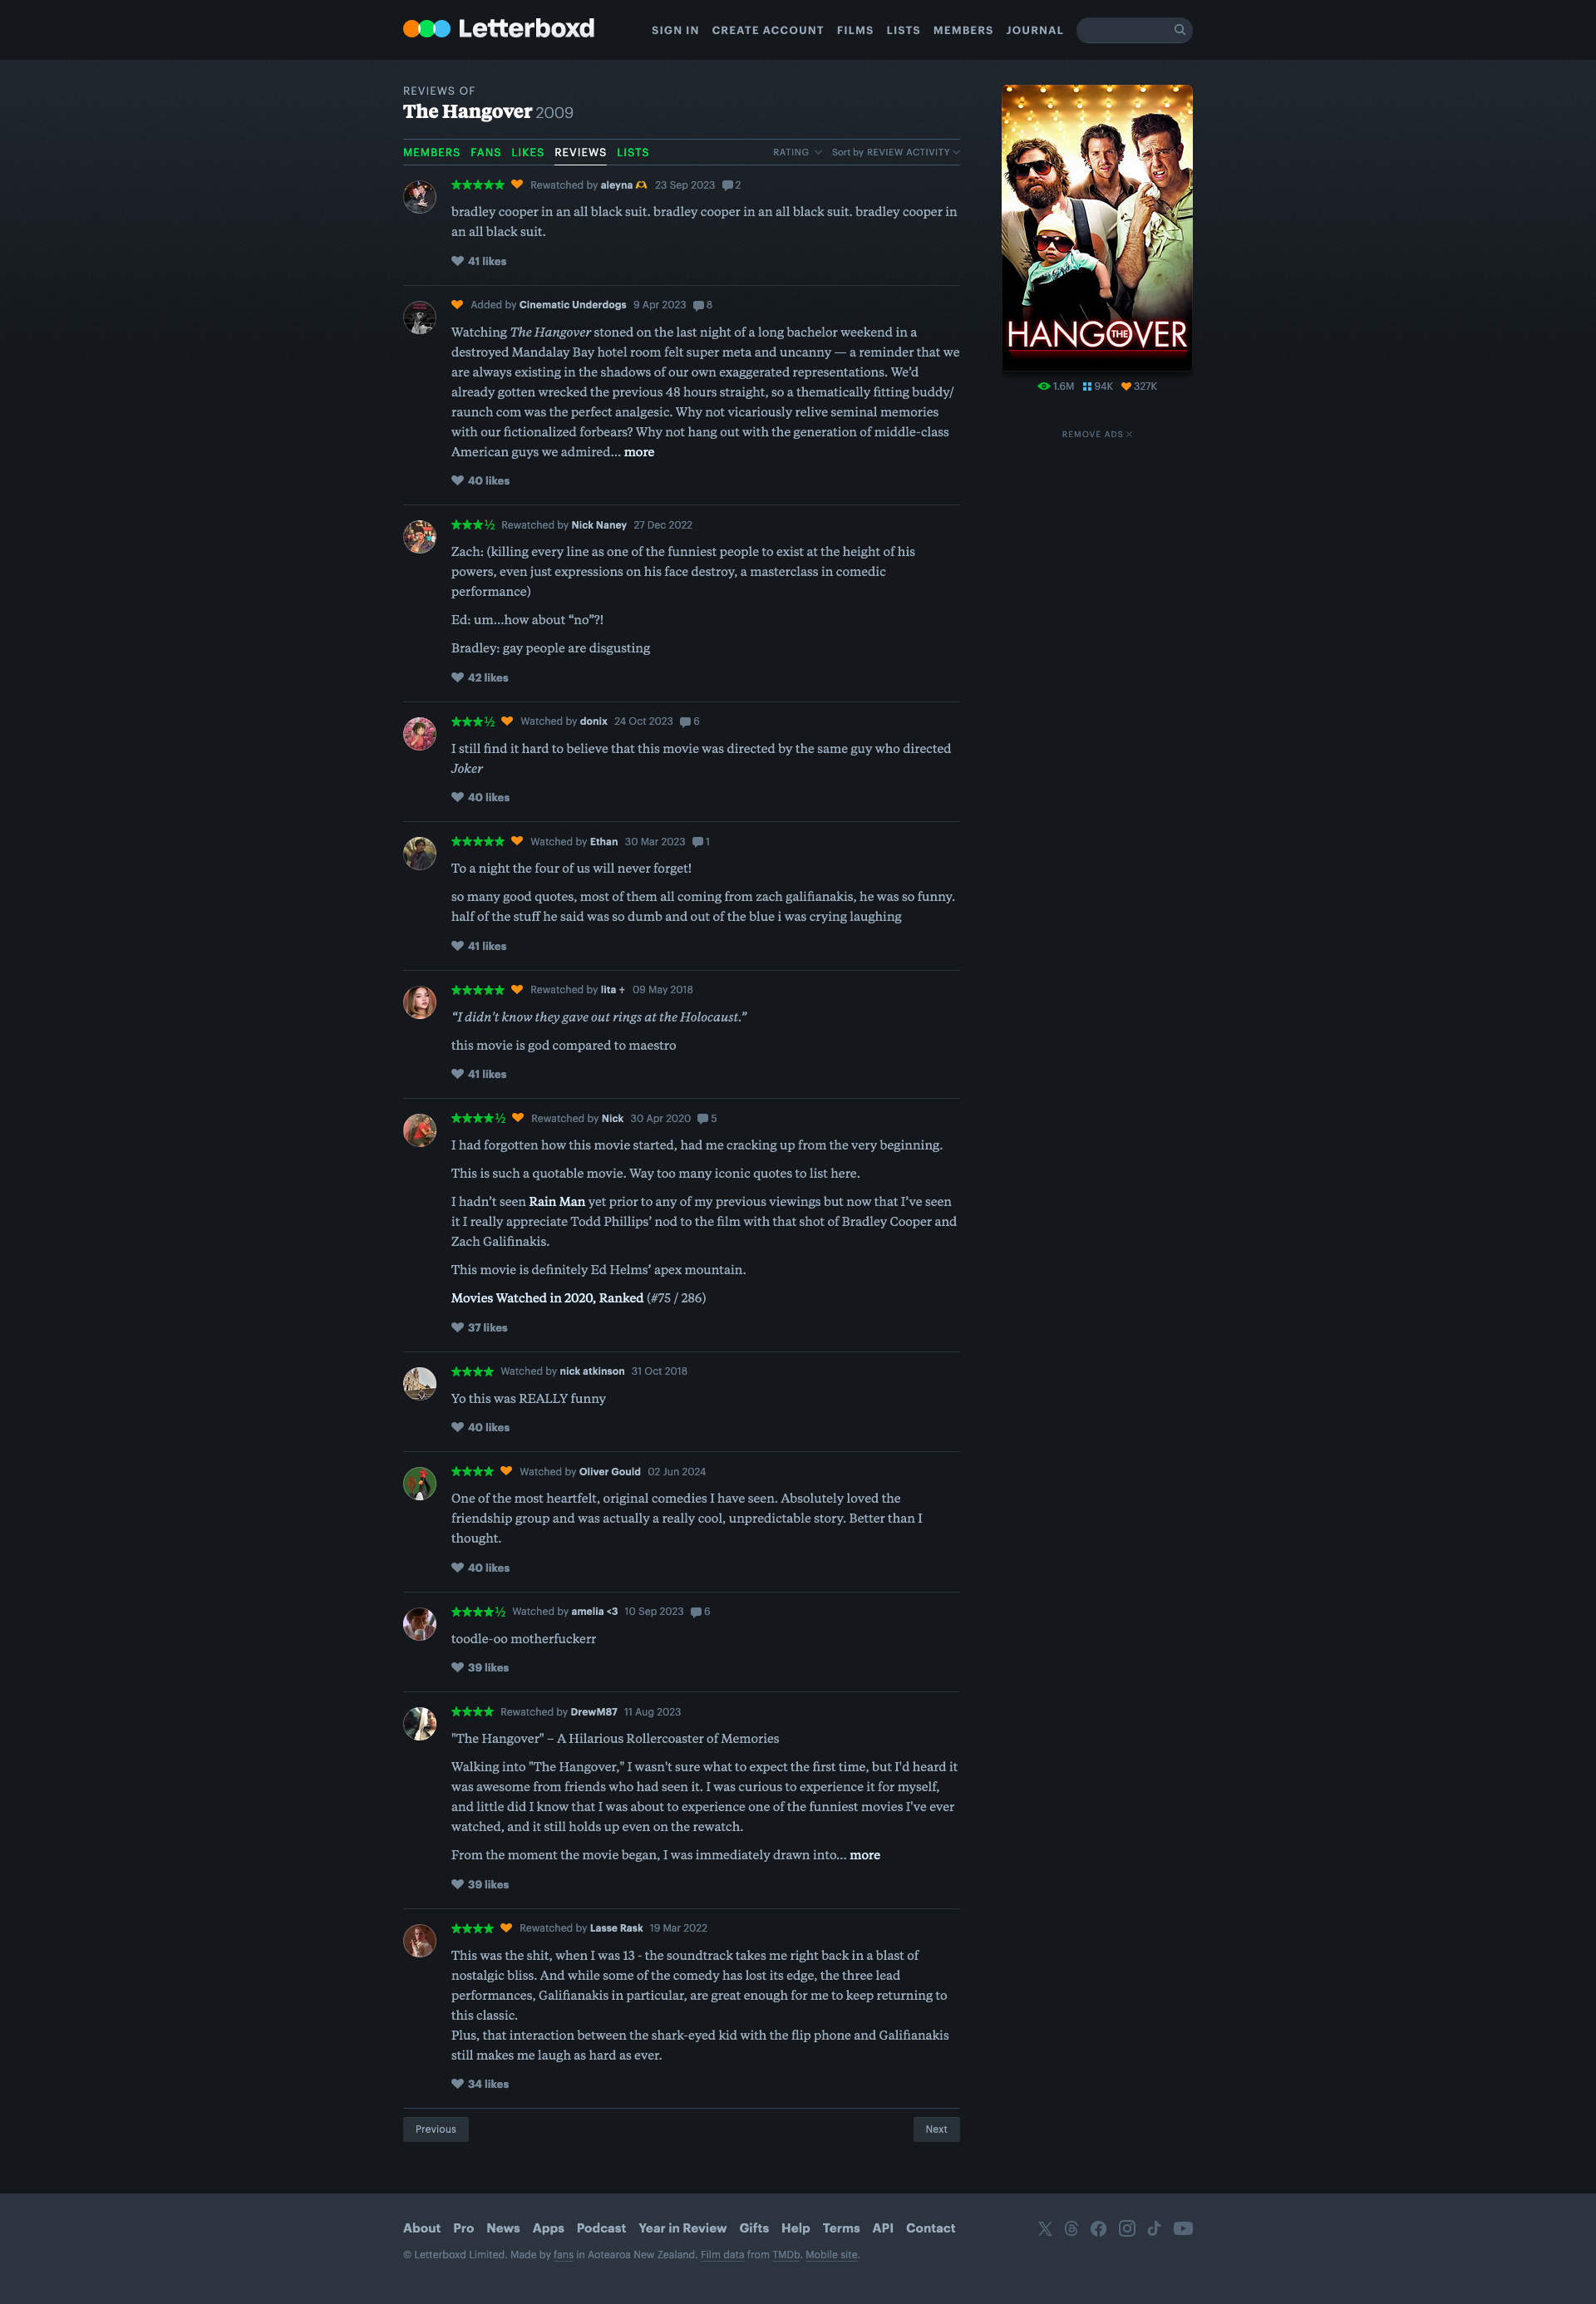 Letterboxd
SIGN IN CREATE ACCOUNT FILMS LISTS MEMBERS JOURNAL
REVIEWS OF
The Hangover 2009
MEMBERS FANS LIKES REVIEWS LISTS
RATING Sort by REVIEW ACTIVITY
★★★★★ Rewatched by aleyna 🫶 23 Sep 2023 2
bradley cooper in an all black suit. bradley cooper in an all black suit. bradley cooper in
an all black suit.
41 likes
Added by Cinematic Underdogs 9 Apr 2023 8
Watching The Hangover stoned on the last night of a long bachelor weekend in a
destroyed Mandalay Bay hotel room felt super meta and uncanny — a reminder that we
are always existing in the shadows of our own exaggerated representations. We’d
already gotten wrecked the previous 48 hours straight, so a thematically fitting buddy/
raunch com was the perfect analgesic. Why not vicariously relive seminal memories
with our fictionalized forbears? Why not hang out with the generation of middle-class
American guys we admired… more
40 likes
★★★½ Rewatched by Nick Naney 27 Dec 2022
Zach: (killing every line as one of the funniest people to exist at the height of his
powers, even just expressions on his face destroy, a masterclass in comedic
performance)
Ed: um…how about “no”?!
Bradley: gay people are disgusting
42 likes
★★★½ Watched by donix 24 Oct 2023 6
I still find it hard to believe that this movie was directed by the same guy who directed
Joker
40 likes
★★★★★ Watched by Ethan 30 Mar 2023 1
To a night the four of us will never forget!
so many good quotes, most of them all coming from zach galifianakis, he was so funny.
half of the stuff he said was so dumb and out of the blue i was crying laughing
41 likes
★★★★★ Rewatched by lita + 09 May 2018
“I didn't know they gave out rings at the Holocaust.”
this movie is god compared to maestro
41 likes
★★★★½ Rewatched by Nick 30 Apr 2020 5
I had forgotten how this movie started, had me cracking up from the very beginning.
This is such a quotable movie. Way too many iconic quotes to list here.
I hadn’t seen Rain Man yet prior to any of my previous viewings but now that I’ve seen
it I really appreciate Todd Phillips’ nod to the film with that shot of Bradley Cooper and
Zach Galifinakis.
This movie is definitely Ed Helms’ apex mountain.
Movies Watched in 2020, Ranked (#75 / 286)
37 likes
★★★★ Watched by nick atkinson 31 Oct 2018
Yo this was REALLY funny
40 likes
★★★★ Watched by Oliver Gould 02 Jun 2024
One of the most heartfelt, original comedies I have seen. Absolutely loved the
friendship group and was actually a really cool, unpredictable story. Better than I
thought.
40 likes
★★★★½ Watched by amelia <3 10 Sep 2023 6
toodle-oo motherfuckerr
39 likes
★★★★ Rewatched by DrewM87 11 Aug 2023
"The Hangover" – A Hilarious Rollercoaster of Memories
Walking into "The Hangover," I wasn't sure what to expect the first time, but I'd heard it
was awesome from friends who had seen it. I was curious to experience it for myself,
and little did I know that I was about to experience one of the funniest movies I've ever
watched, and it still holds up even on the rewatch.
From the moment the movie began, I was immediately drawn into… more
39 likes
★★★★ Rewatched by Lasse Rask 19 Mar 2022
This was the shit, when I was 13 - the soundtrack takes me right back in a blast of
nostalgic bliss. And while some of the comedy has lost its edge, the three lead
performances, Galifianakis in particular, are great enough for me to keep returning to
this classic.
Plus, that interaction between the shark-eyed kid with the flip phone and Galifianakis
still makes me laugh as hard as ever.
34 likes
Previous Next
HANGOVER
THE
1.6M 94K 327K
REMOVE ADS
About Pro News Apps Podcast Year in Review Gifts Help Terms API Contact
© Letterboxd Limited. Made by fans in Aotearoa New Zealand. Film data from TMDb. Mobile site.